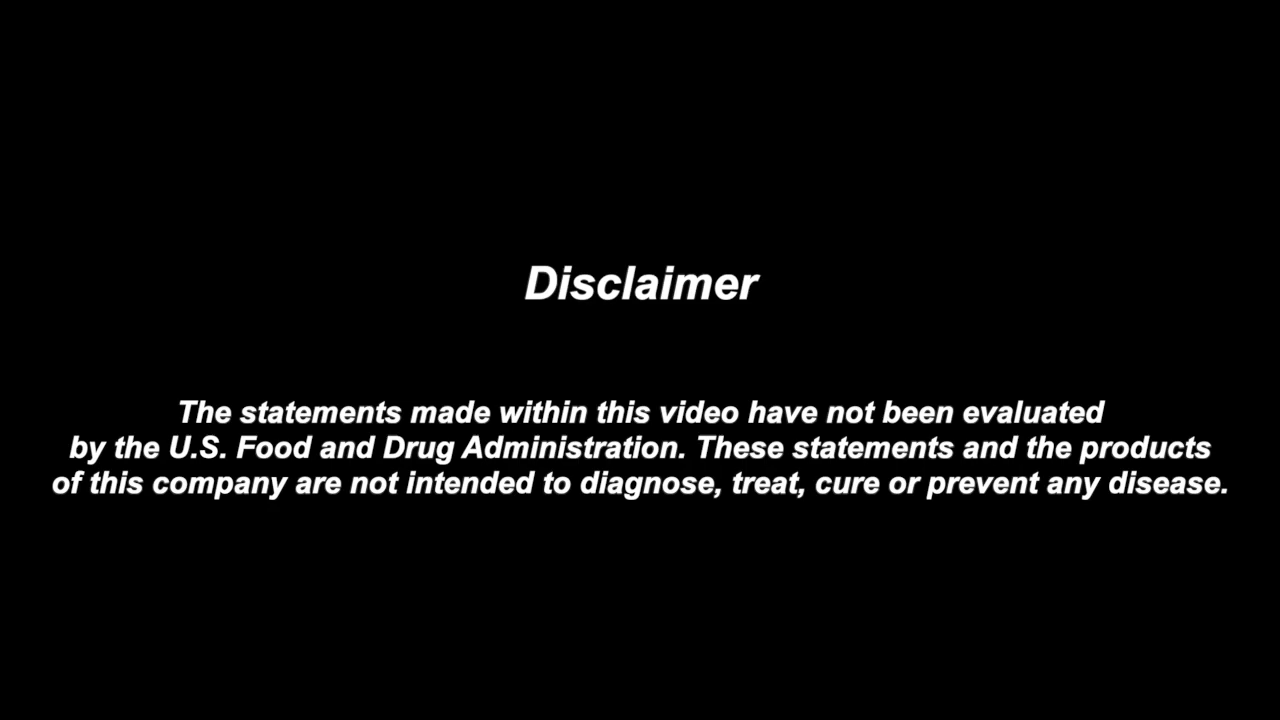 Disclaimer
The statements made within this video have not been evaluated
by the U.S. Food and Drug Administration. These statements and the products
of this company are not intended to diagnose, treat, cure or prevent any disease.